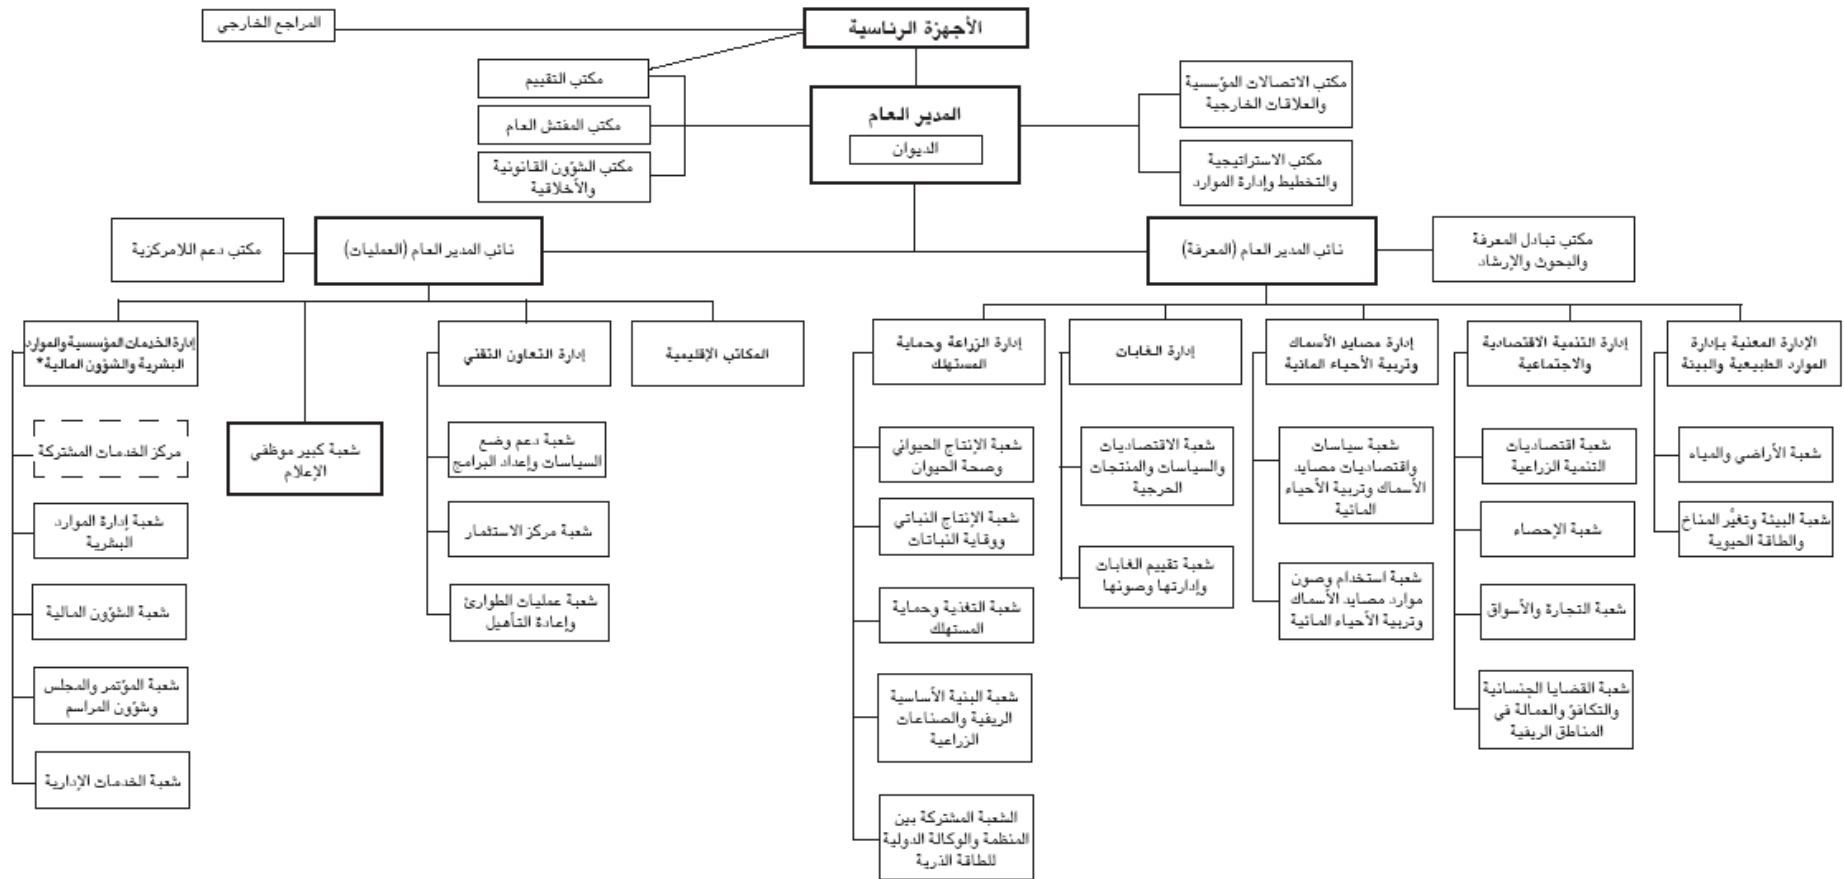 الأجهزة الرئاسية
المراجع الخارجي
مكتب التقييم
مكتب المفتش العام
مكتب الشؤون القانونية
والأخلاقية
المدير العام
الديوان
مكتب الاتصالات المؤسسية
والعلاقات الخارجية
مكتب الاستراتيجية
والتخطيط وإدارة الموارد
مكتب تبادل المعرفة
والبحوث والإرشاد
نائب المدير العام (المعرفة)
نائب المدير العام (العمليات)
مكتب دعم اللامركزية
الإدارة المعنية بإدارة
الموارد الطبيعية والبيئة
شعبة الأراضي والمياه
شعبة البيئة وتغيُّر المناخ
والطاقة الحيوية
إدارة التنمية الاقتصادية
والاجتماعية
شعبة اقتصاديات
التنمية الزراعية
شعبة الإحصاء
شعبة التجارة والأسواق
شعبة القضايا الجنسانية
والتكافؤ والعمالة في
المناطق الريفية
إدارة مصايد الأسماك
وتربية الأحياء المائية
شعبة سياسات
واقتصاديات مصايد
الأسماك وتربية الأحياء
المائية
شعبة استخدام وصون
موارد مصايد الأسماك
وتربية الأحياء المائية
إدارة الغابات
شعبة الاقتصاديات
والسياسات والمنتجات
الحرجية
شعبة تقييم الغابات
وإدارتها وصونها
إدارة الزراعة وحماية
المستهلك
شعبة الإنتاج الحيواني
وصحة الحيوان
شعبة الإنتاج النباتي
ووقاية النباتات
شعبة التغذية وحماية
المستهلك
شعبة البنية الأساسية
الريفية والصناعات
الزراعية
الشعبة المشتركة بين
المنظمة والوكالة الدولية
للطاقة الذرية
المكاتب الإقليمية
إدارة التعاون التقني
شعبة دعم وضع
السياسات وإعداد البرامج
شعبة مركز الاستثمار
شعبة عمليات الطوارئ
وإعادة التأهيل
شعبة كبير موظفي
الإعلام
إدارة الخدمات المؤسسية والموارد
البشرية والشؤون المالية*
مركز الخدمات المشتركة
شعبة إدارة الموارد
البشرية
شعبة الشؤون المالية
شعبة المؤتمر والمجلس
وشؤون المراسم
شعبة الخدمات الإدارية